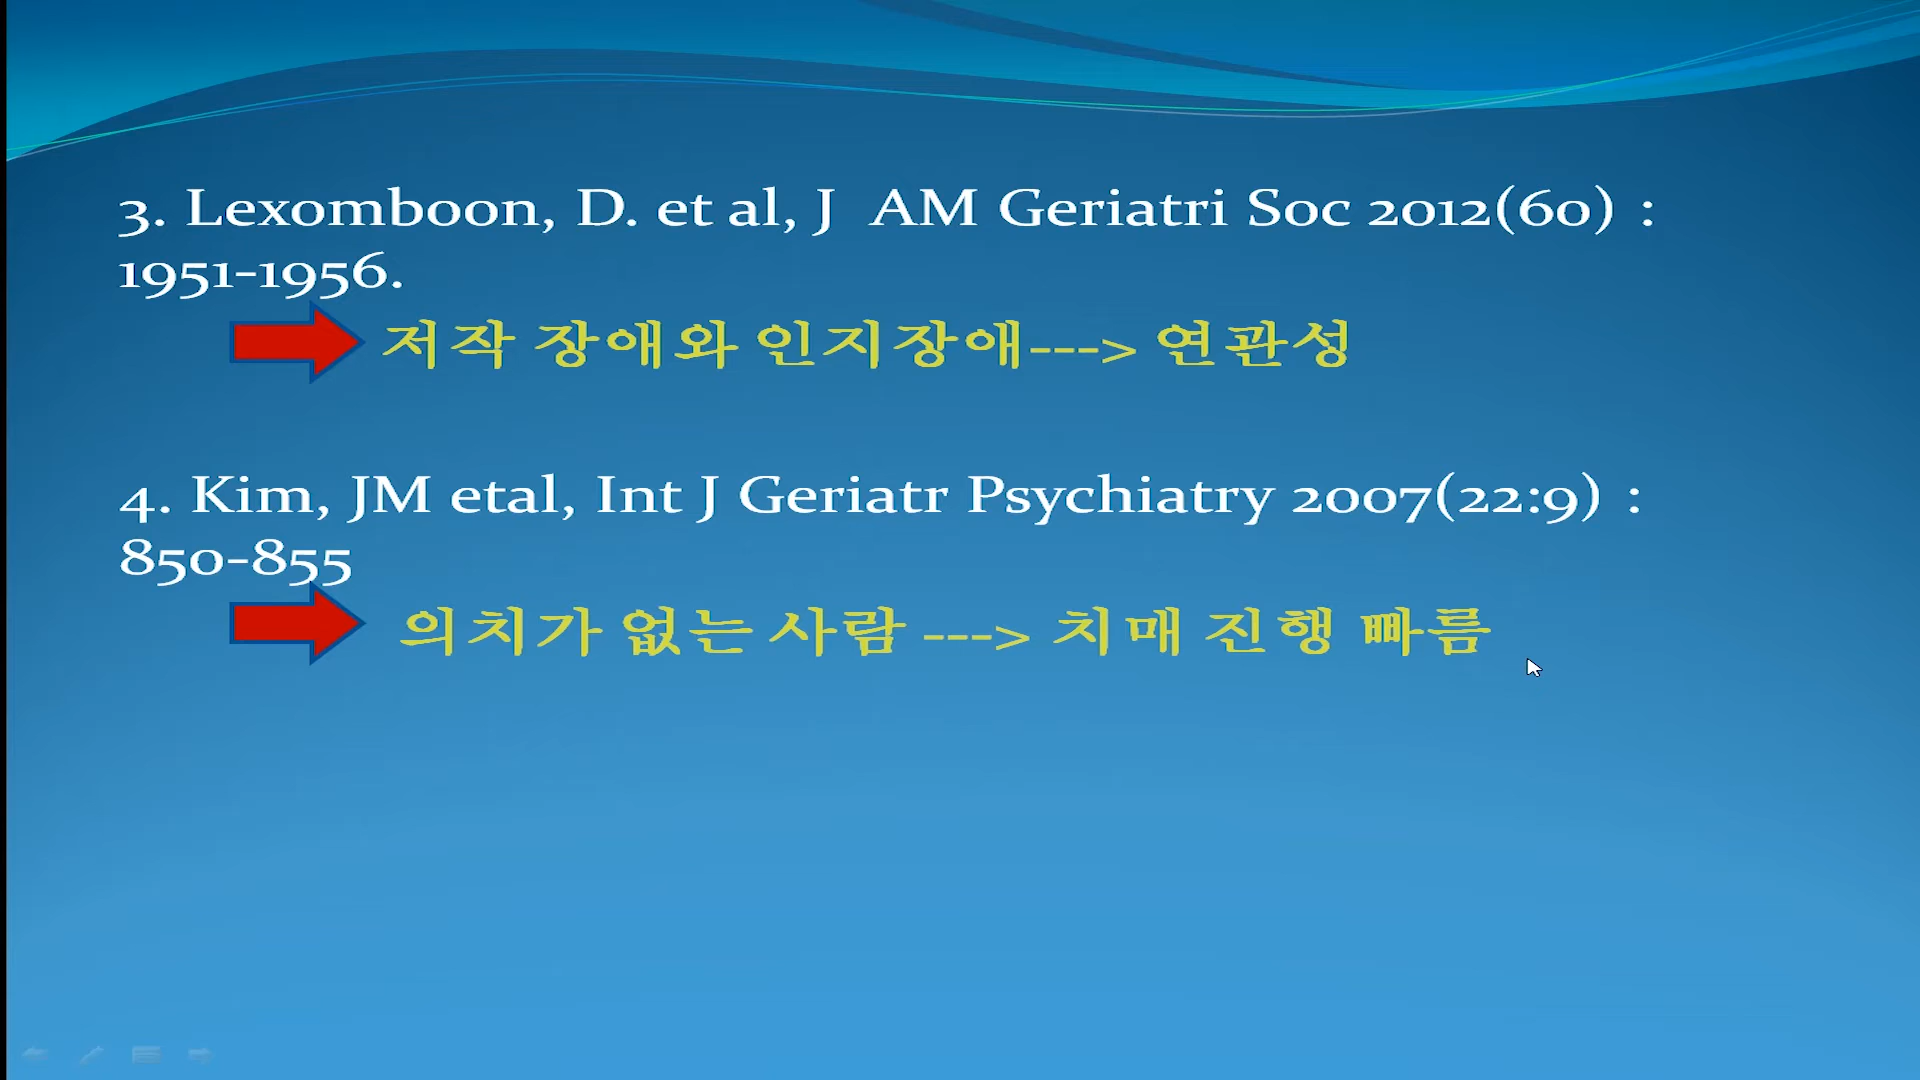 3. Lexomboon, D. et al, J  AM Geriatri Soc 2012(60) :
1951-1956.
저작 장애와 인지장애---> 연관성
4. Kim, JM etal, Int J Geriatr Psychiatry 2007(22:9) :
850-855
의치가 없는 사람 ---> 치매 진행 빠름